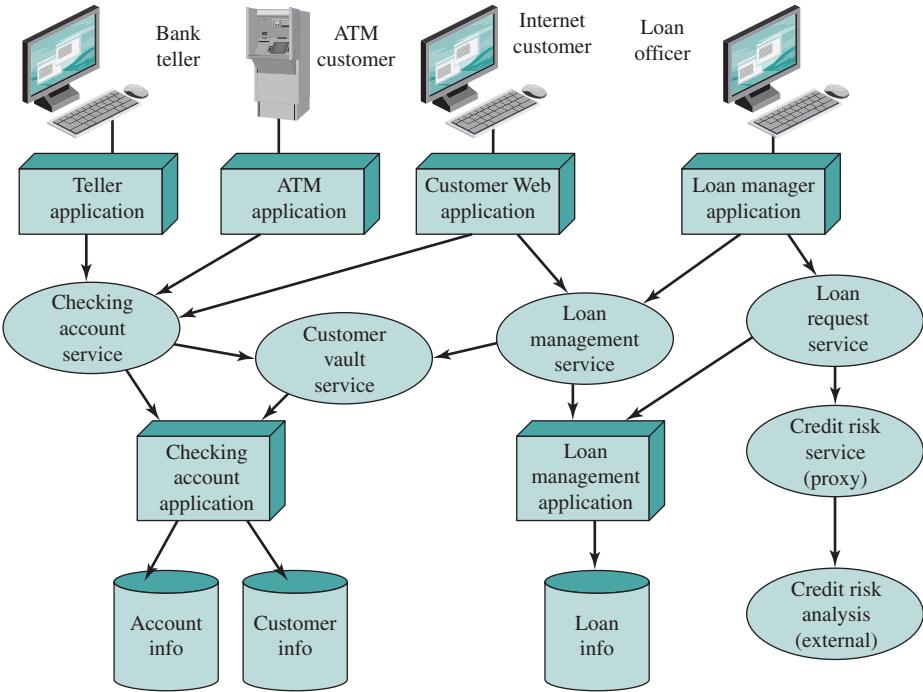 Bank
teller
ATM
customer
Internet
customer
Loan
officer
Teller
application
ATM
application
Customer Web
application
Loan manager
application
Checking
account
service
Customer
vault
service
Loan
management
service
Loan
request
service
Checking
account
application
Loan
management
application
Credit risk
service
(proxy)
Account
info
Customer
info
Loan
info
Credit risk
analysis
(external)